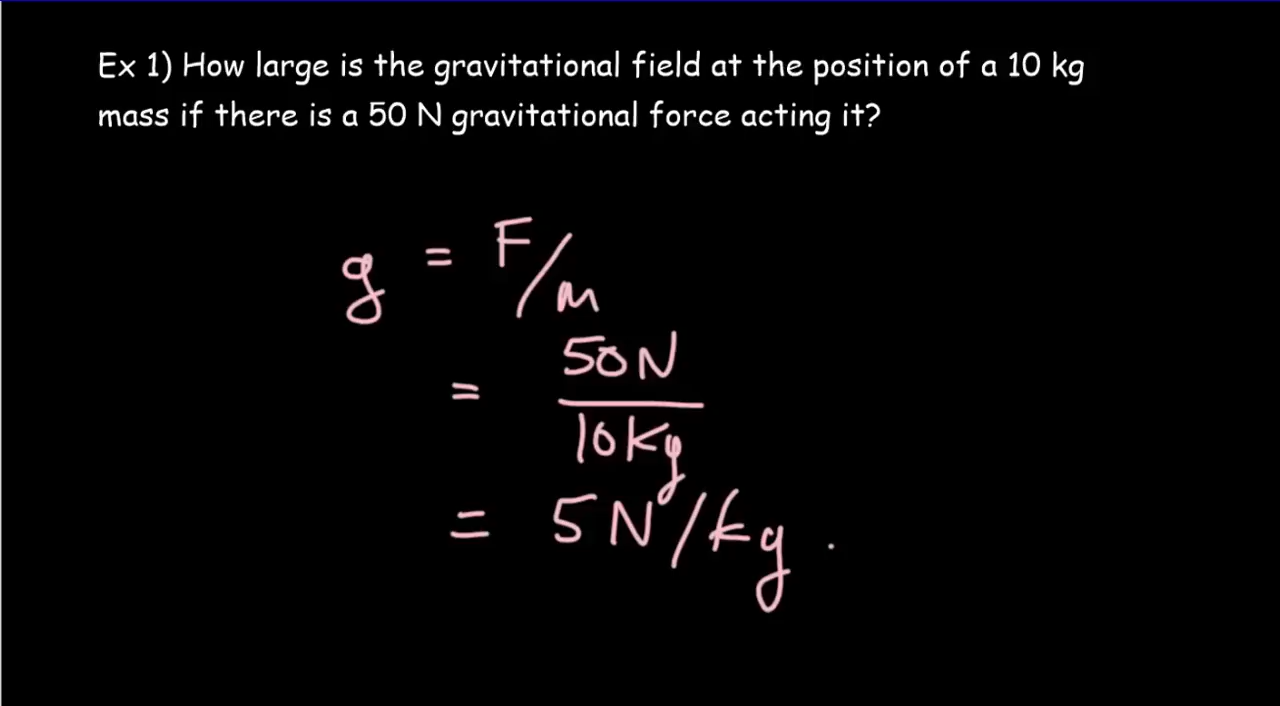 Ex 1) How large is the gravitational field at the position of a 10 kg
mass if there is a 50 N gravitational force acting it?
g = F/m
= 50N
10kg
= 5N/kg.